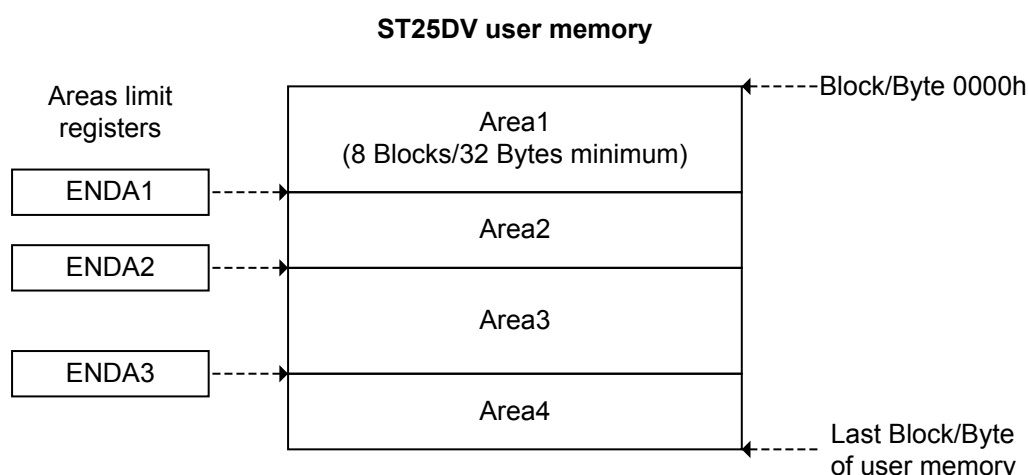 ST25DV user memory
Areas limit
registers
Block/Byte 0000h
Area1
(8 Blocks/32 Bytes minimum)
ENDA1
Area2
ENDA2
Area3
ENDA3
Area4
Last Block/Byte
of user memory